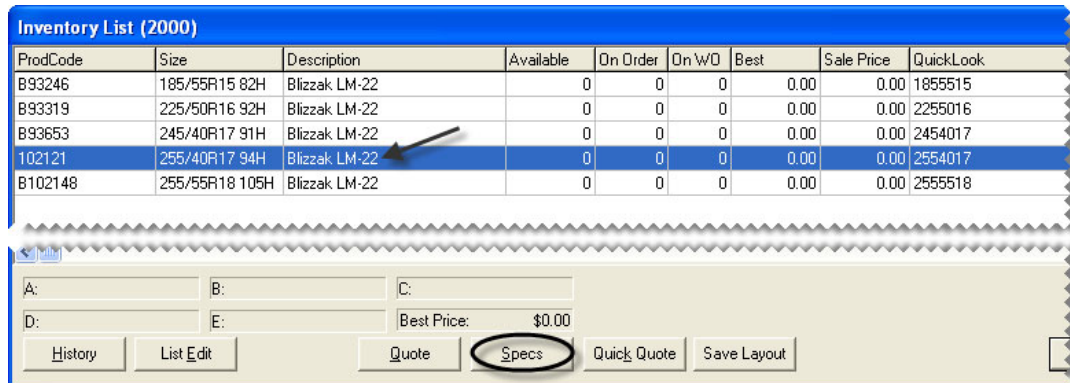 Inventory List (2000)
ProdCode Size Description Available On Order On WO Best Sale Price QuickLook
B93246 185/55R15 82H Blizzak LM-22 0 0 0 0.00 0.00 1855515
B93319 225/50R16 92H Blizzak LM-22 0 0 0 0.00 0.00 2255016
B93653 245/40R17 91H Blizzak LM-22 0 0 0 0.00 0.00 2454017
102121 255/40R17 94H Blizzak LM-22 0 0 0 0.00 0.00 2554017
B102148 255/55R18 105H Blizzak LM-22 0 0 0 0.00 0.00 2555518
A: B: C:
D: E: Best Price: $0.00
History List Edit Quote Specs Quick Quote Save Layout